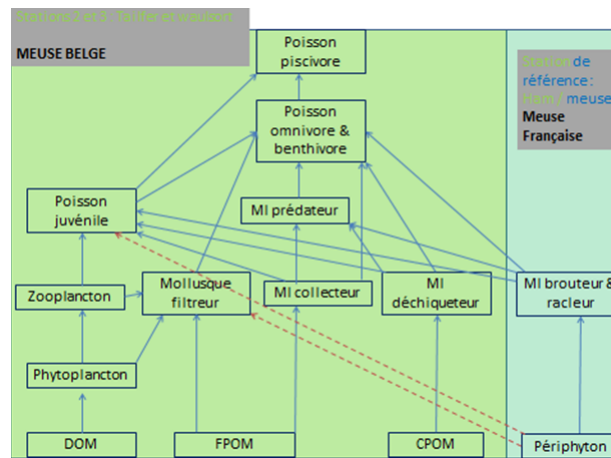 Stations 2 et 3 : Tailfer et waulsort
MEUSE BELGE
Poisson
piscivore
Station de
référence :
Ham / meuse
Meuse
Française
Poisson
omnivore &
benthivore
Poisson
juvénile
MI prédateur
Zooplancton
Mollusque
filtreur
MI collecteur
MI
déchiqueteur
MI brouteur &
racleur
Phytoplancton
DOM
FPOM
CPOM
Périphyton